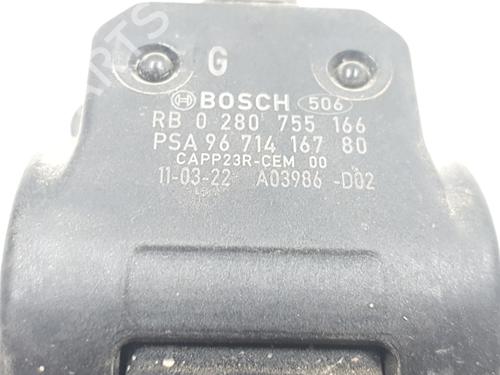 PARTS
G
BOSCH 506
RB 0 280 755 166
PSA 96 714 167 80
CAPP23R-CEM 00
11-03-22 A03986 -D02